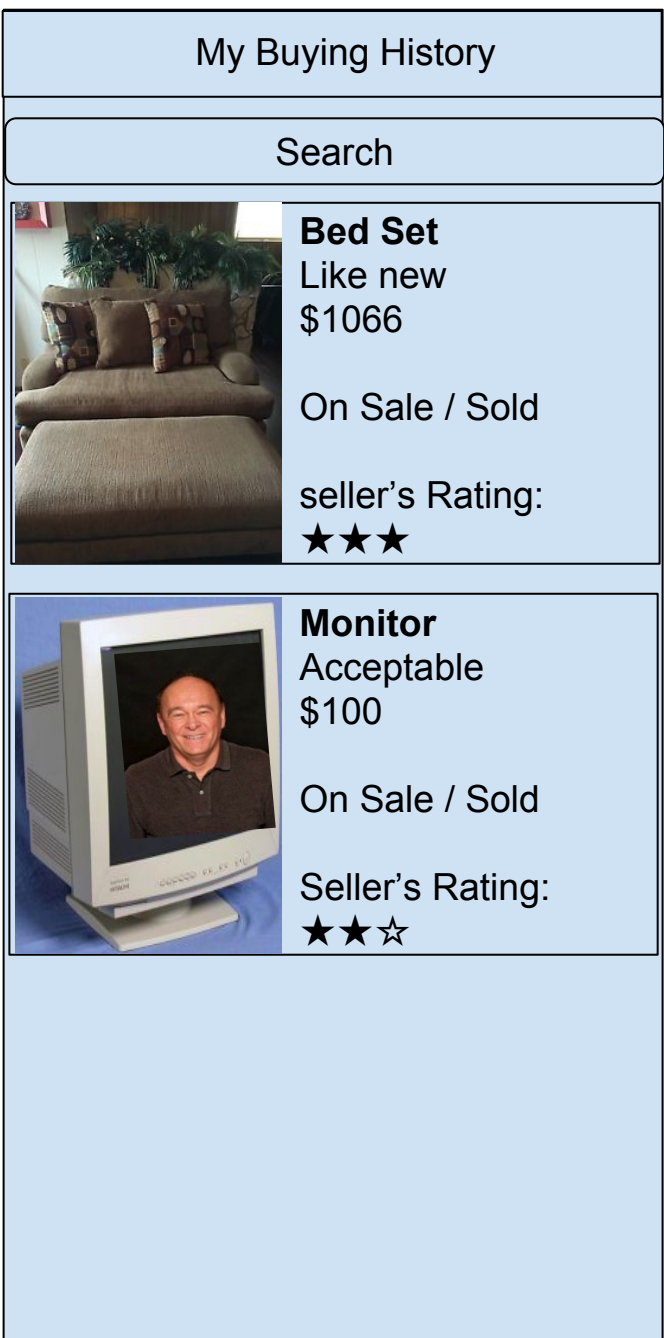 My Buying History
Search
Bed Set
Like new
$1066
On Sale / Sold
seller’s Rating:
★★★
Monitor
Acceptable
$100
On Sale / Sold
Seller’s Rating:
★★☆
HITACHI